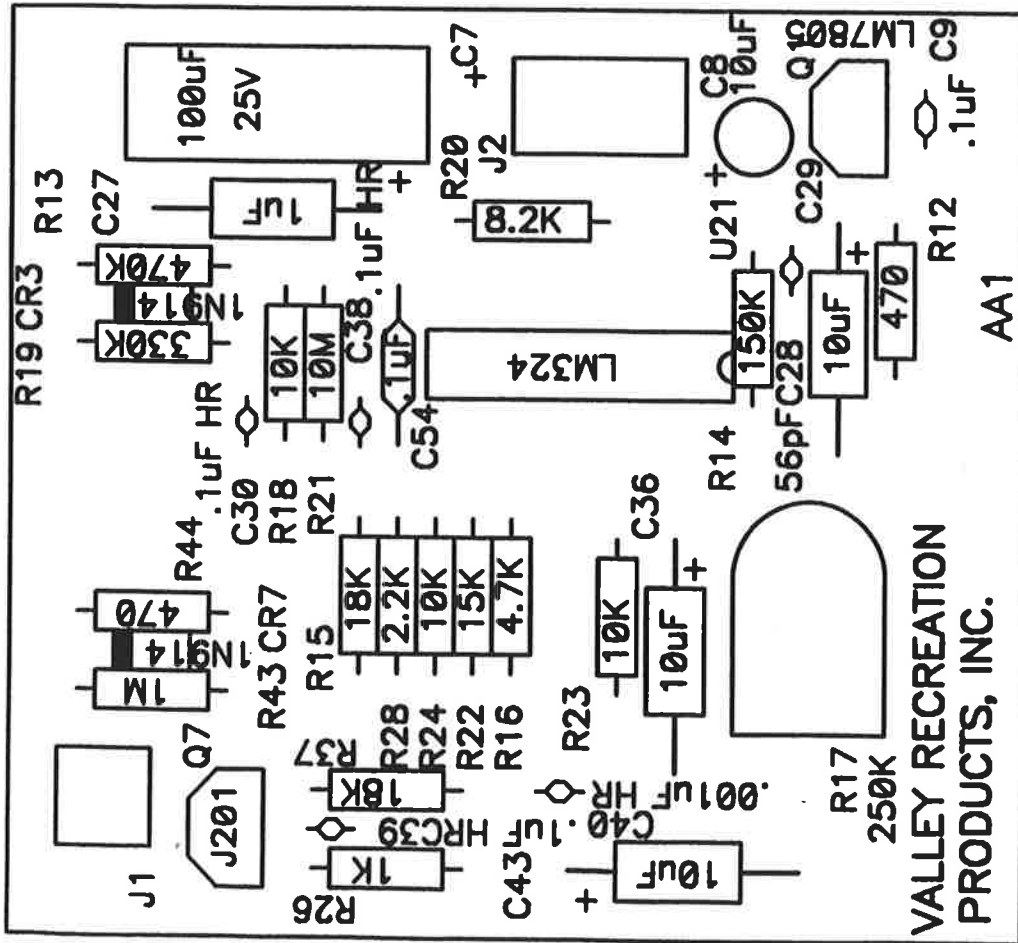 R19 CR3
R13
C27
470K
1N914
330K
100uF
25V
+C7
1uF
+
.1uF HR
R20
J2
8.2K
C8
10uF
+
Q1
LM7805
C9
.1uF
C29
U21
R12
470
+
10uF
C28
56pF
150K
R14
AA1
LM324
C38
.1uF
C54
10K
10M
.1uF HR
C30
R18
R21
R44
470
1N914
1M
R43 CR7
R15
18K
2.2K
10K
15K
4.7K
R28
R24
R22
R16
C36
10K
10uF
+
R23
J1
Q7
J201
R37
18K
HRC39
.1uF
1K
R26
C43
C40
.001uF HR
+
10uF
R17
250K
VALLEY RECREATION
PRODUCTS, INC.